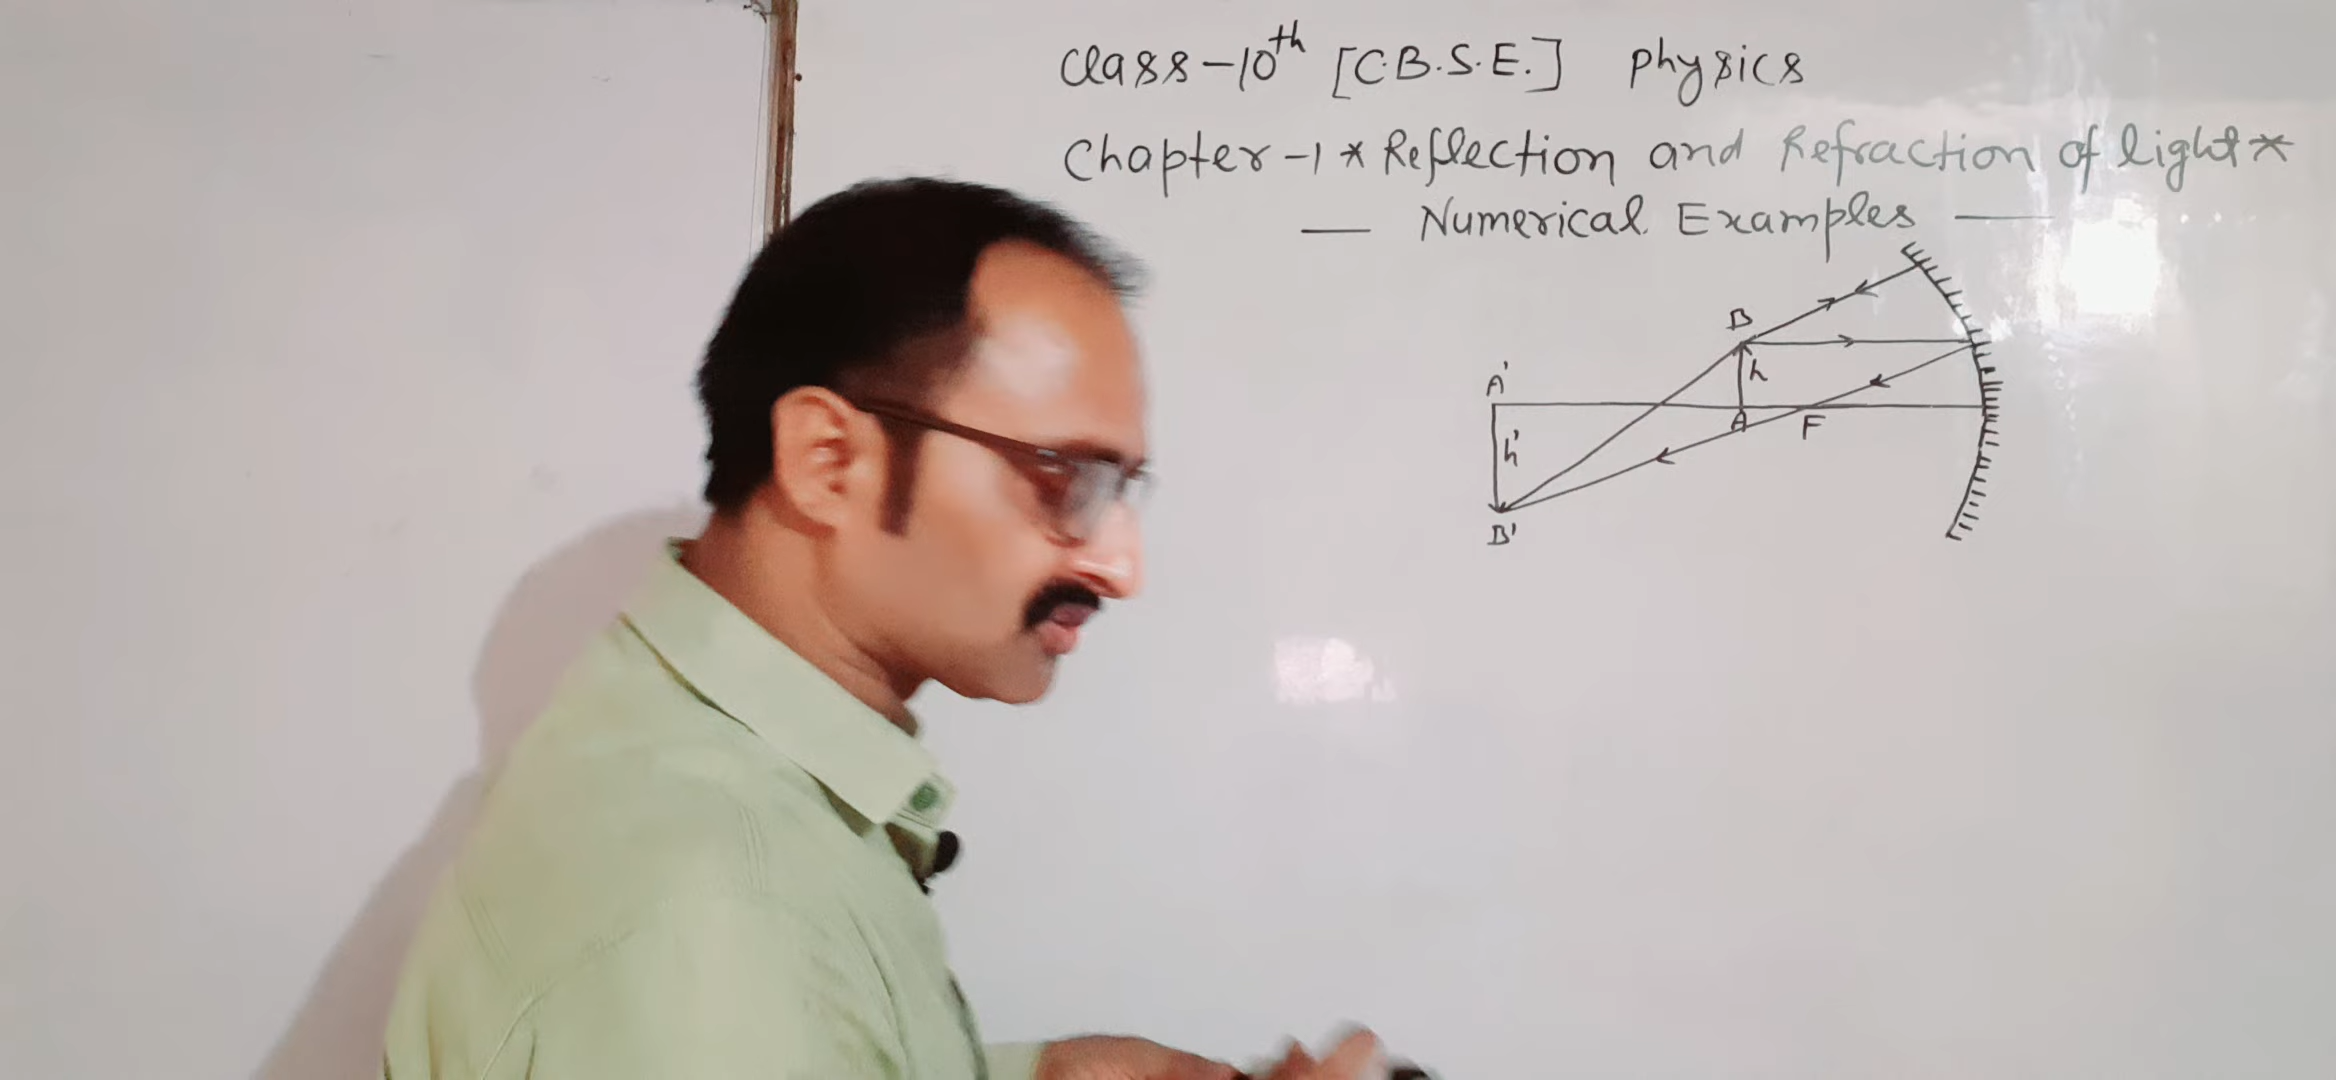 Class-10th [C.B.S.E.] Physics
Chapter-1 * Reflection and Refraction of light *
— Numerical Examples —
B
h
A'
A
F
h'
B'